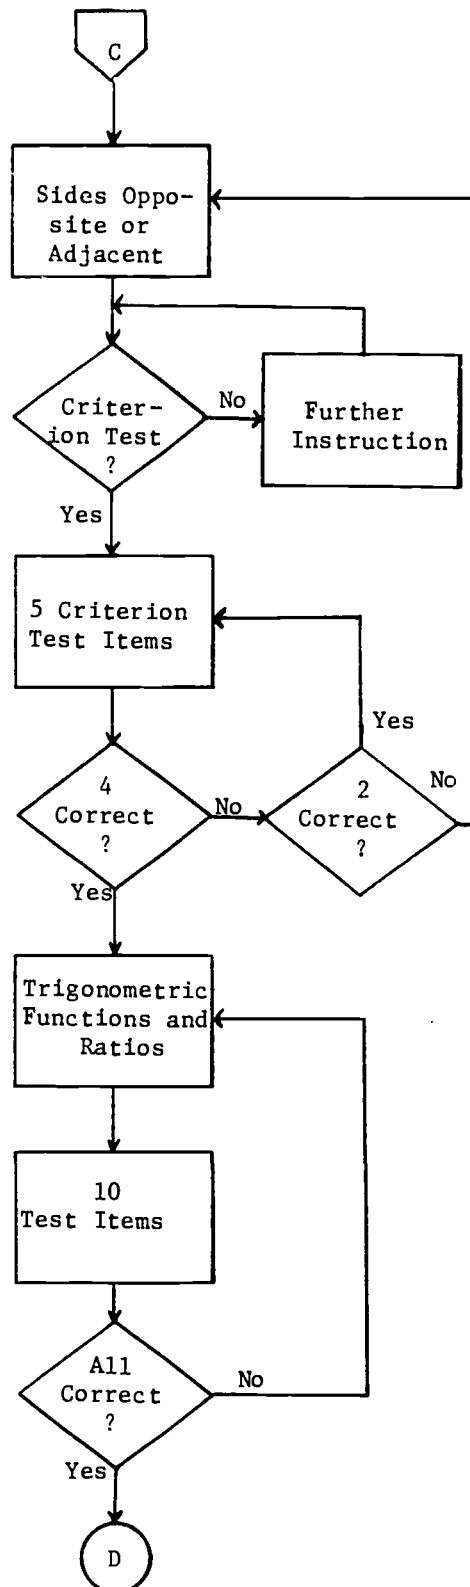 C
Sides Oppo-
site or
Adjacent
Criter-
ion Test
?
No
Further
Instruction
Yes
5 Criterion
Test Items
Yes
4
Correct
?
No
2
Correct
?
No
Yes
Trigonometric
Functions and
Ratios
10
Test Items
All
Correct
?
No
Yes
D